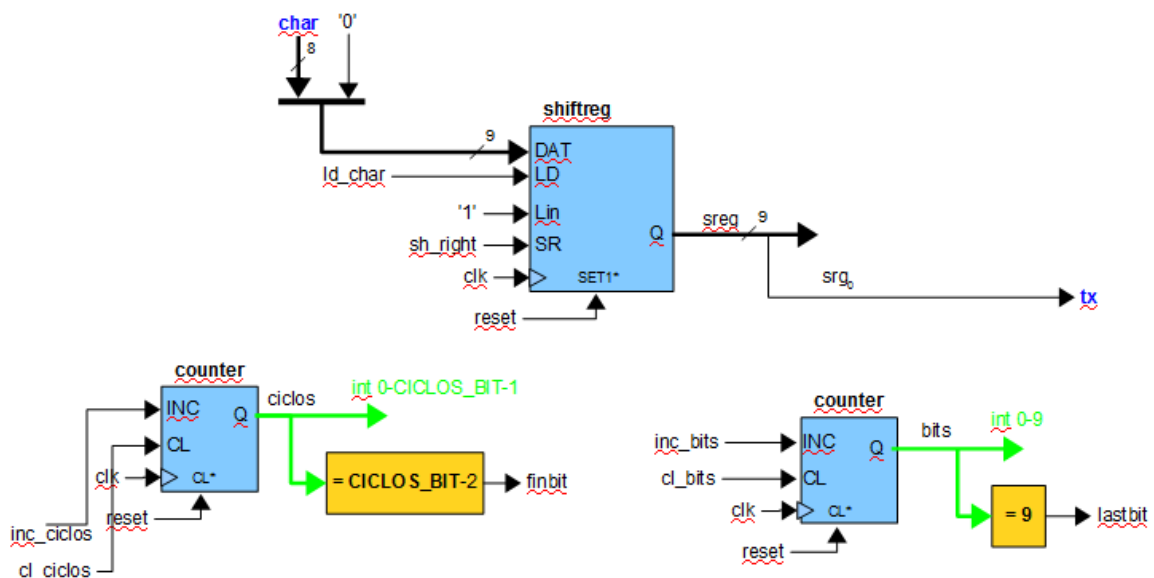 char '0'
8
shiftreg
9
DAT
ld_char
LD
'1'
Lin
sreg
9
Q
sh_right
SR
clk
SET1*
srg0
tx
reset
counter
int 0-CICLOS_BIT-1
INC
Q
ciclos
CL
clk
CL*
= CICLOS_BIT-2
finbit
reset
inc_ciclos
cl_ciclos
counter
inc_bits
INC
Q
bits
int 0-9
cl_bits
CL
clk
CL*
= 9
lastbit
reset